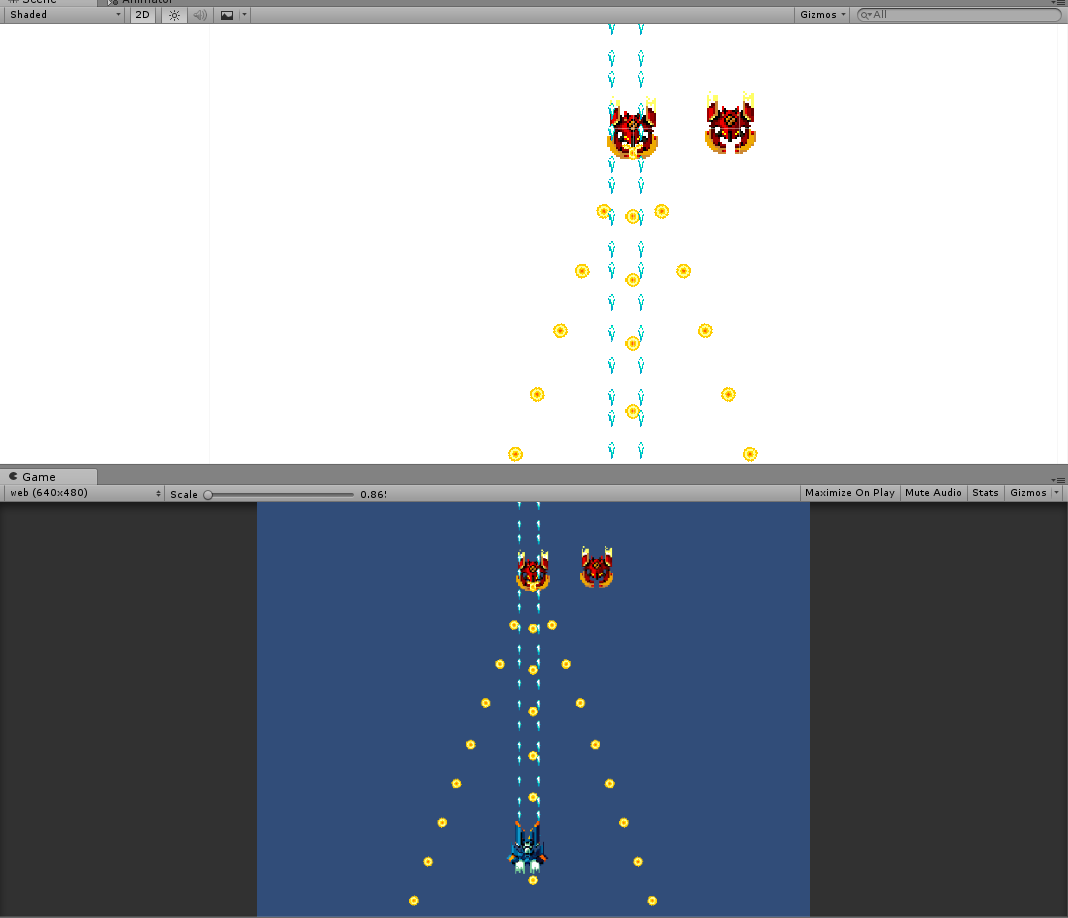 Scene Animator
Shaded 2D Gizmos All
Game
web (640x480) Scale 0.86: Maximize On Play Mute Audio Stats Gizmos